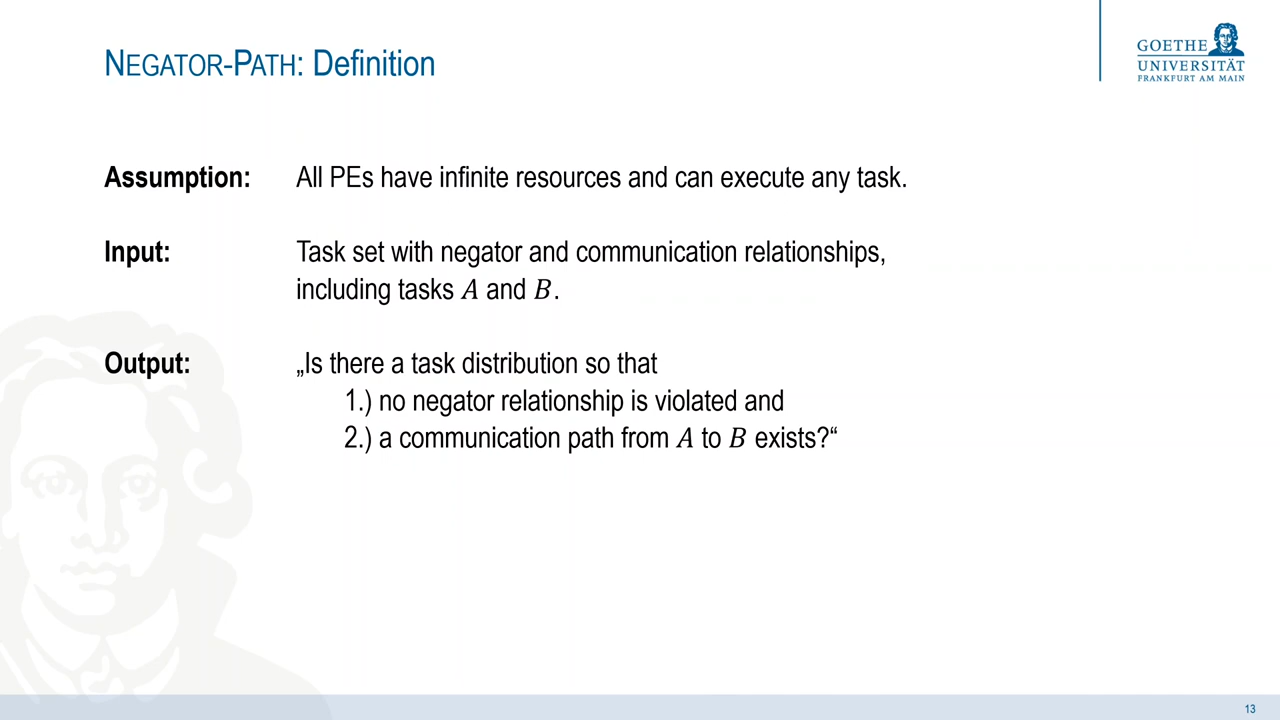 NEGATOR-PATH: Definition
GOETHE
UNIVERSITÄT
FRANKFURT AM MAIN
Assumption: All PEs have infinite resources and can execute any task.
Input: Task set with negator and communication relationships,
including tasks A and B.
Output: „Is there a task distribution so that
1.) no negator relationship is violated and
2.) a communication path from A to B exists?“
13